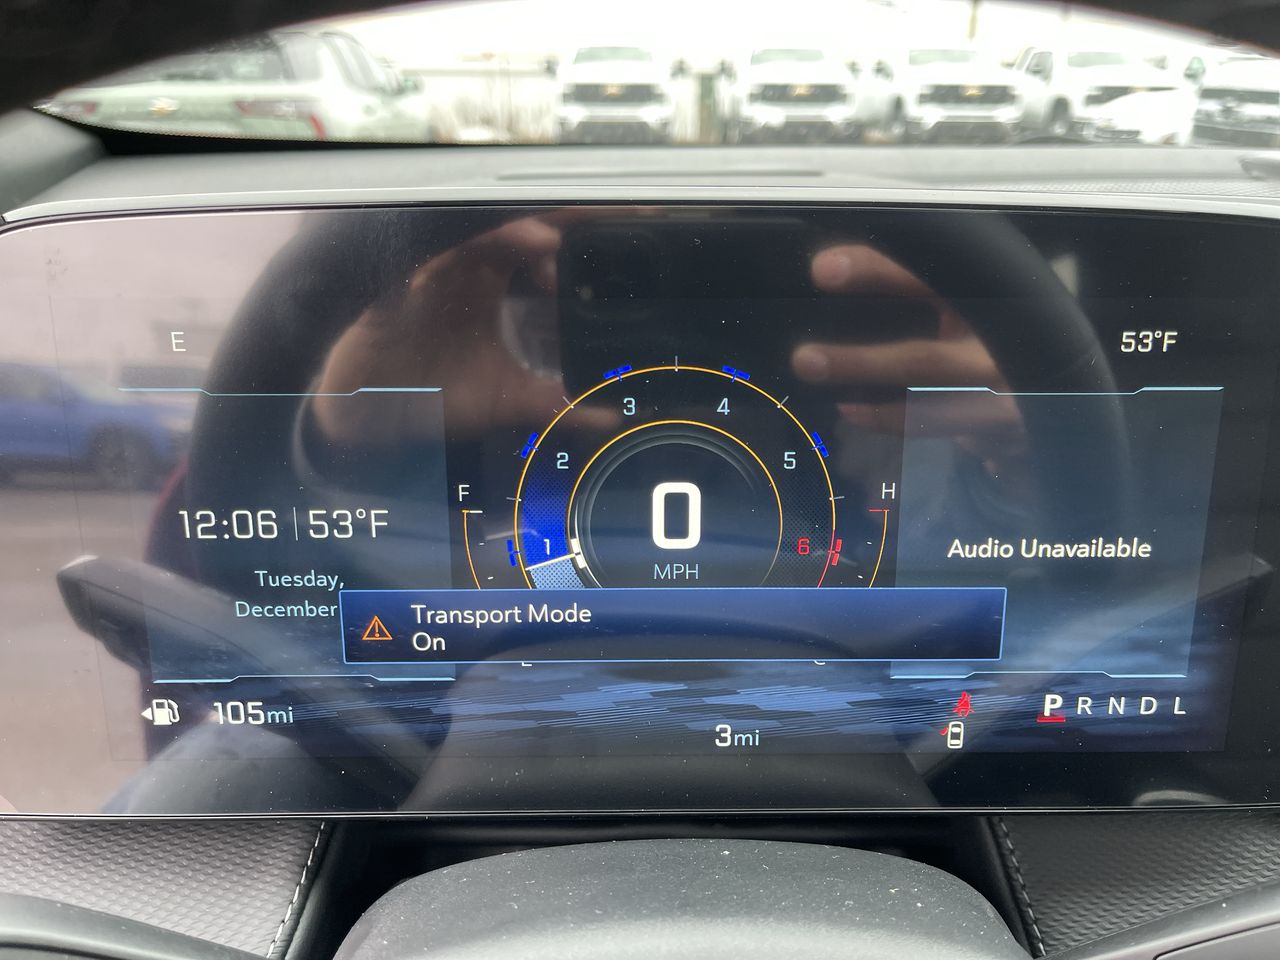 E
53°F
3 4
2 5
F H
1 6
0
MPH
12:06 | 53°F
Tuesday,
December
Audio Unavailable
Transport Mode
On
105mi
3mi
P R N D L